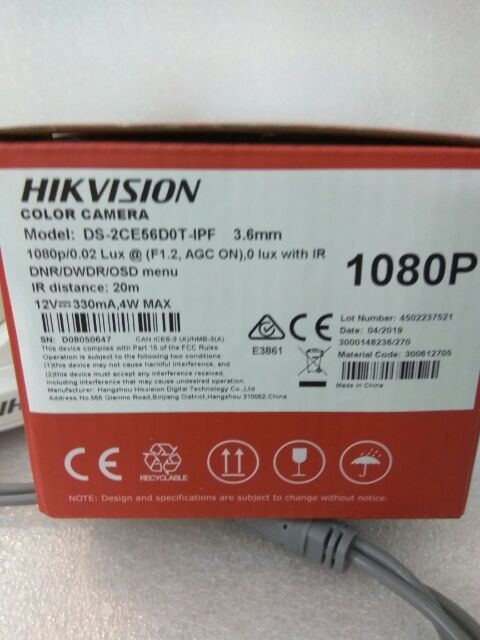 HIKVISION
COLOR CAMERA
Model: DS-2CE56D0T-IPF 3.6mm
1080p/0.02 Lux @ (F1.2, AGC ON),0 lux with IR
DNR/DWDR/OSD menu
IR distance: 20m
12V⎓330mA,4W MAX
1080P
SN: D08050647 CAN ICES-3 (A)/NMB-3(A)
This device complies with Part 15 of the FCC Rules.
Operation is subject to the following two conditions
(1)this device may not cause harmful interference, and
(2)this device must accept any interference received,
including interference that may cause undesired operation.
Manufacturer: Hangzhou Hikvision Digital Technology Co.,Ltd
Address:No.555 Qianmo Road,Binjiang District,Hangzhou 310052,China
CE
E3861
Lot Number: 4502237521
Date: 04/2019
3000148236/270
Material Code: 300612705
Made in China
CE
RECYCLABLE
NOTE: Design and specifications are subject to change without notice.